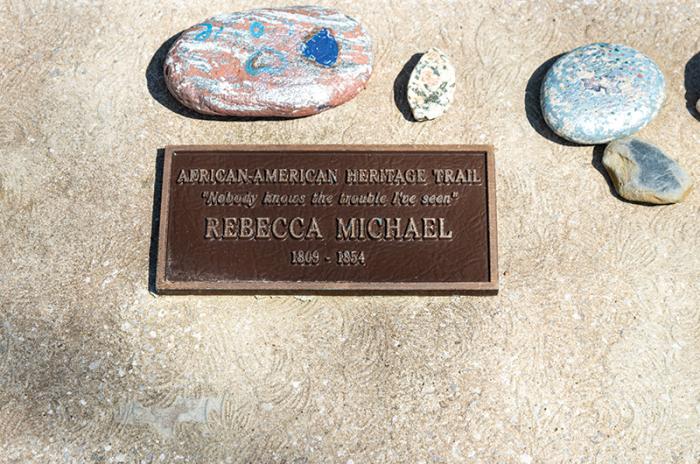 AFRICAN-AMERICAN HERITAGE TRAIL
"Nobody knows the trouble I've seen"
REBECCA MICHAEL
1809 - 1854